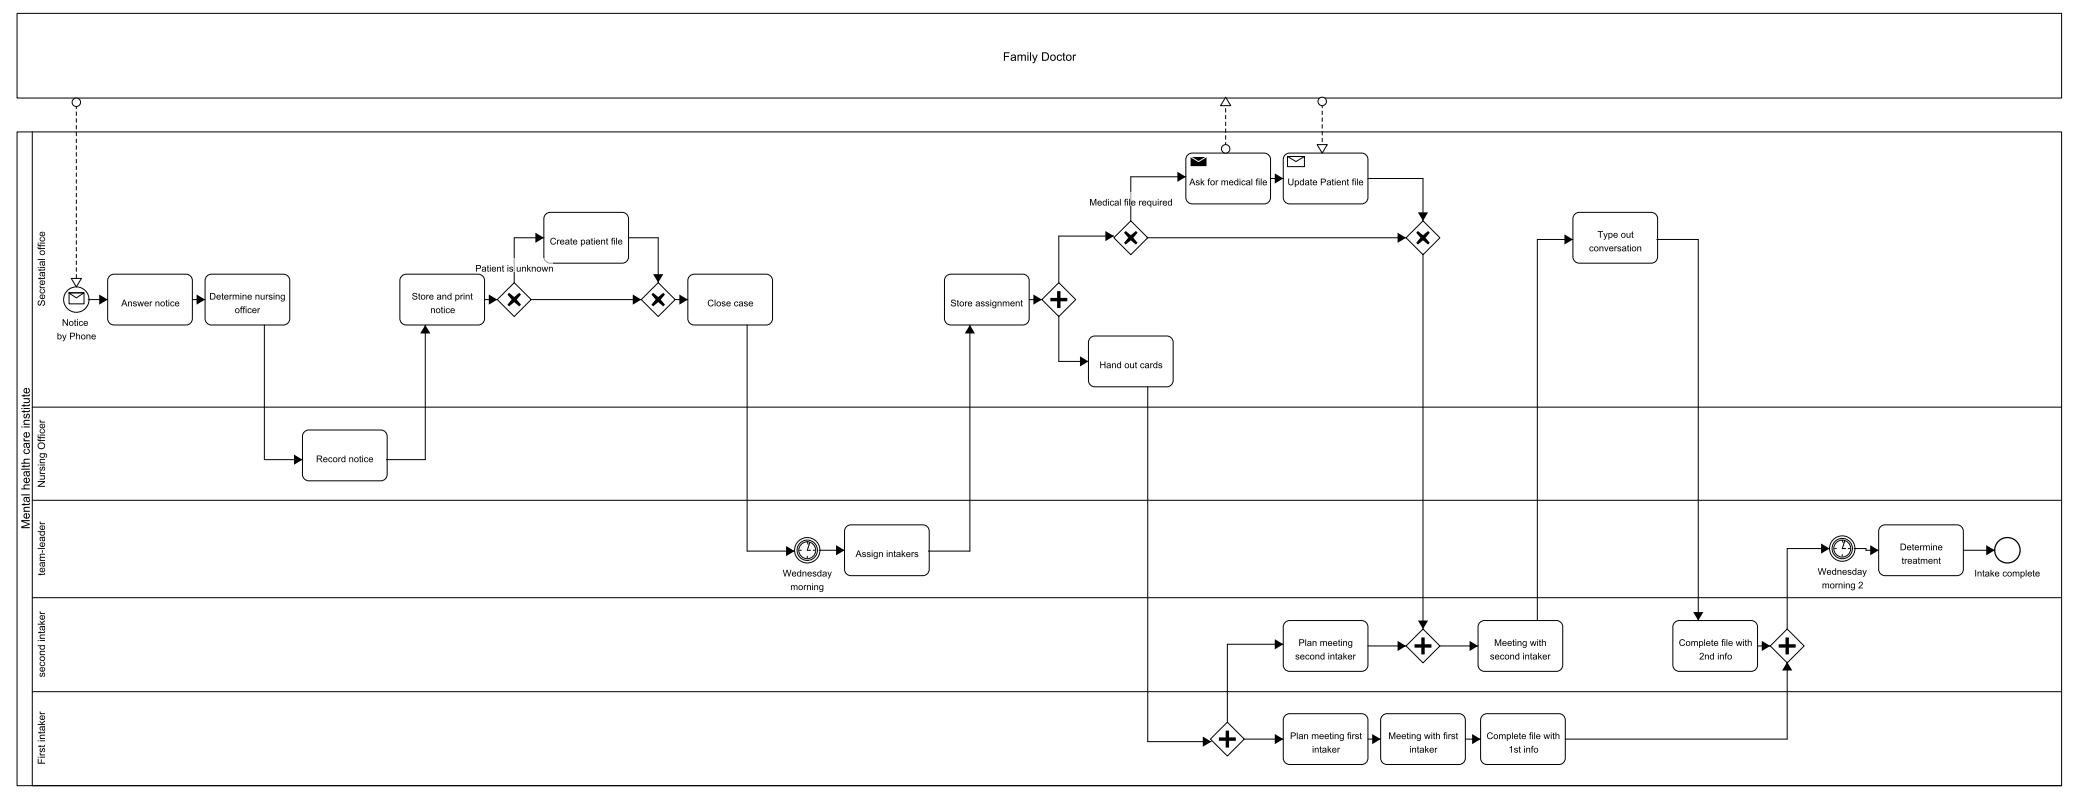 Family Doctor
Mental health care institute
Secretatial office
Nursing Officer
team-leader
second intaker
First intaker
Notice
by Phone
Answer notice
Determine nursing
officer
Record notice
Store and print
notice
Patient is unknown
Create patient file
Close case
Wednesday
morning
Assign intakers
Store assignment
Medical file required
Ask for medical file
Update Patient file
Hand out cards
Plan meeting
second intaker
Meeting with
second intaker
Type out
conversation
Complete file with
2nd info
Plan meeting first
intaker
Meeting with first
intaker
Complete file with
1st info
Wednesday
morning 2
Determine
treatment
Intake complete